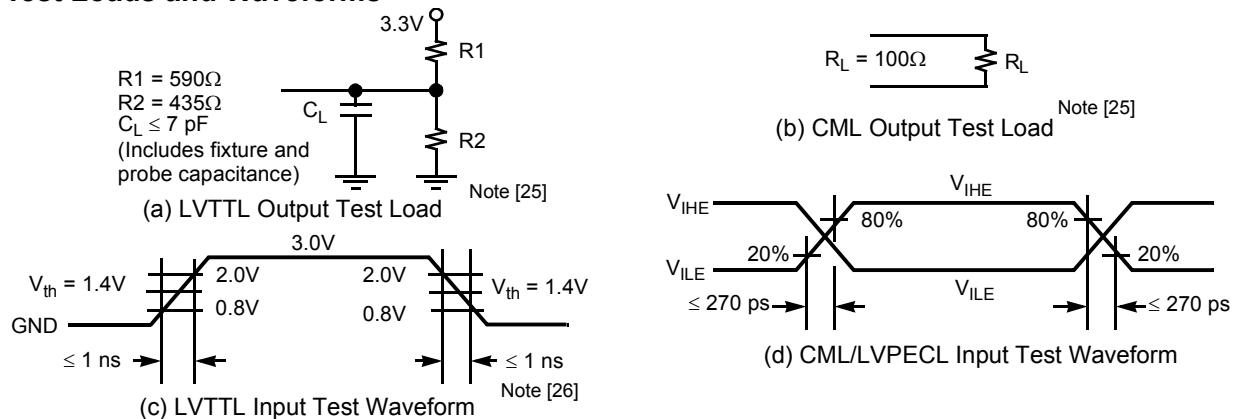 3.3V
R1
R1 = 590Ω
R2 = 435Ω
C_L ≤ 7 pF
(Includes fixture and
probe capacitance)
C_L
R2
Note [25]
(a) LVTTL Output Test Load
R_L = 100Ω
R_L
Note [25]
(b) CML Output Test Load
3.0V
V_th = 1.4V
2.0V
0.8V
2.0V
0.8V
V_th = 1.4V
GND
≤ 1 ns
≤ 1 ns
Note [26]
(c) LVTTL Input Test Waveform
V_IHE
V_IHE
80%
80%
20%
20%
V_ILE
V_ILE
≤ 270 ps
≤ 270 ps
(d) CML/LVPECL Input Test Waveform